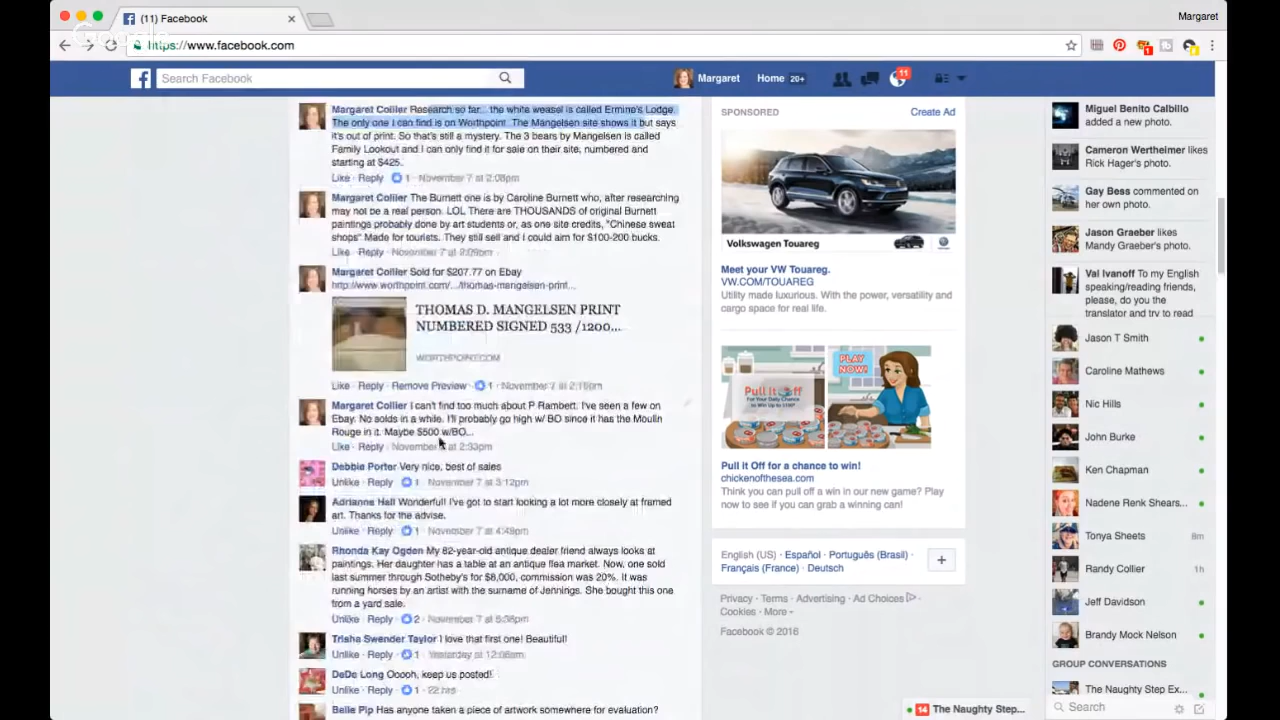 (11) Facebook
Margaret
https://www.facebook.com
Search Facebook
Margaret
Home 20+
11
Margaret Collier Research so far... the white weasel is called Ermine's Lodge.
The only one I can find is on Worthpoint. The Mangelsen site shows it but says
it's out of print. So that's still a mystery. The 3 bears by Mangelsen is called
Family Lookout and I can only find it for sale on their site, numbered and
starting at $425.
Like · Reply · 1 · November 7 at 2:08pm
Margaret Collier The Burnett one is by Caroline Burnett who, after researching
may not be a real person. LOL There are THOUSANDS of original Burnett
paintings probably done by art students or, as one site credits, "Chinese sweat
shops" Made for tourists. They still sell and I could aim for $100-200 bucks.
Like · Reply · November 7 at 2:09pm
Margaret Collier Sold for $207.77 on Ebay
http://www.worthpoint.com/.../thomas-mangelsen-print...
THOMAS D. MANGELSEN PRINT
NUMBERED SIGNED 533 /1200...
WORTHPOINT.COM
Like · Reply · Remove Preview · 1 · November 7 at 2:16pm
Margaret Collier I can't find too much about P Rambert. I've seen a few on
Ebay. No solds in a while. I'll probably go high w/ BO since it has the Moulin
Rouge in it. Maybe $500 w/BO...
Like · Reply · November 7 at 2:33pm
Debbie Porter Very nice, best of sales
Like · Reply · 1 · November 7 at 3:12pm
Adrianne Hall Wonderful! I've got to start looking a lot more closely at framed
art. Thanks for the advise.
Unlike · Reply · 1 · November 7 at 4:49pm
Rhonda Kay Ogden My 82-year-old antique dealer friend always looks at
paintings. Her daughter has a table at an antique flea market. Now, one sold
last summer through Sotheby's for $8,000, commission was 20%. It was
running horses by an artist with the surname of Jennings. She bought this one
from a yard sale.
Unlike · Reply · 2 · November 7 at 5:38pm
Trisha Swender Taylor I love that first one! Beautiful!
Unlike · Reply · 1 · Yesterday at 12:06am
DeDe Long Ooooh, keep us posted!
Unlike · Reply · 1 · 22 hrs
Belle Pip Has anyone taken a piece of artwork somewhere for evaluation?
SPONSORED
Create Ad
Volkswagen Touareg
Meet your VW Touareg.
VW.COM/TOUAREG
Utility made luxurious. With the power, versatility and
cargo space for real life.
Pull It Off
PLAY
NOW!
Pull It Off for a chance to win!
chickenofthesea.com
Think you can pull off a win in our new game? Play
now to see if you can grab a winning can!
English (US) · Español · Português (Brasil) ·
Français (France) · Deutsch
Privacy · Terms · Advertising · Ad Choices ·
Cookies · More
Facebook © 2016
Miguel Benito Calbillo
added a new photo.
Cameron Wertheimer likes
Rick Hager's photo.
Gay Bess commented on
her own photo.
Jason Graeber likes
Mandy Graeber's photo.
Val Ivanoff To my English
speaking/reading friends,
please, do you the
translator and try to read
Jason T Smith
Caroline Mathews
Nic Hills
John Burke
Ken Chapman
Nadene Renk Shears...
Tonya Sheets 8m
Randy Collier 1h
Jeff Davidson
Brandy Mock Nelson
GROUP CONVERSATIONS
The Naughty Step Ex...
14 The Naughty Step...
Search